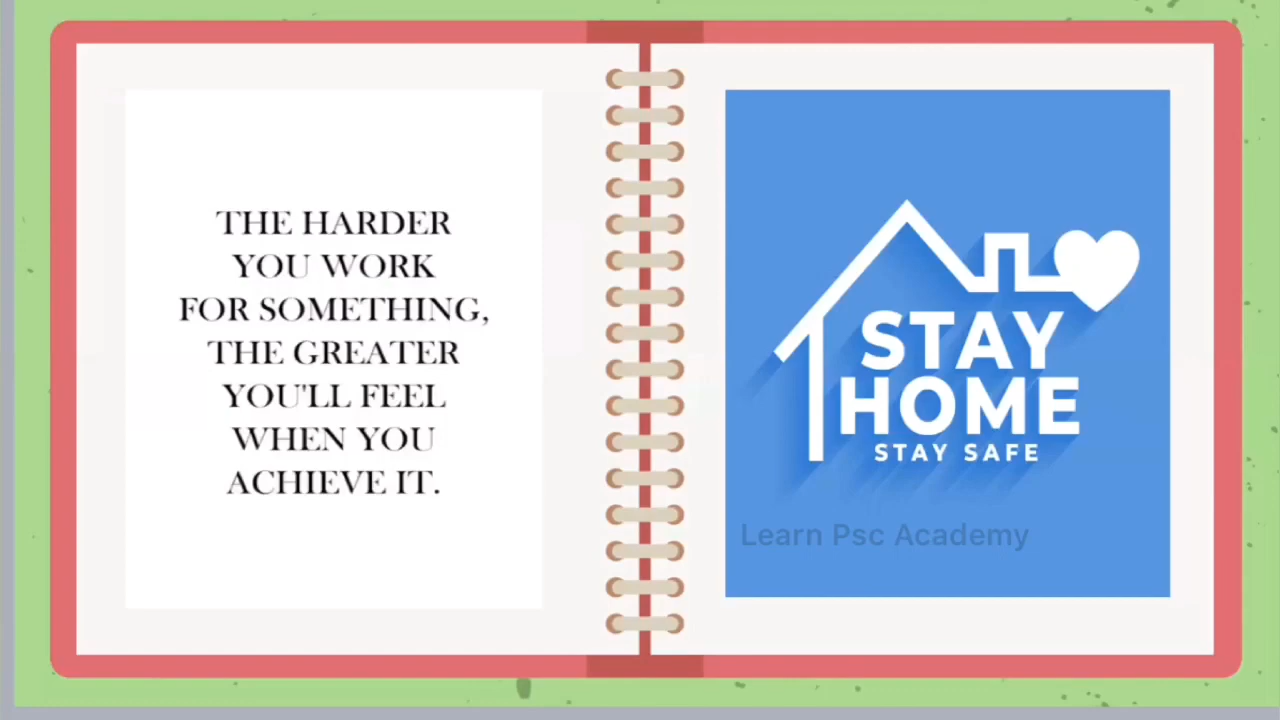 THE HARDER
YOU WORK
FOR SOMETHING,
THE GREATER
YOU'LL FEEL
WHEN YOU
ACHIEVE IT.
STAY
HOME
STAY SAFE
Learn Psc Academy